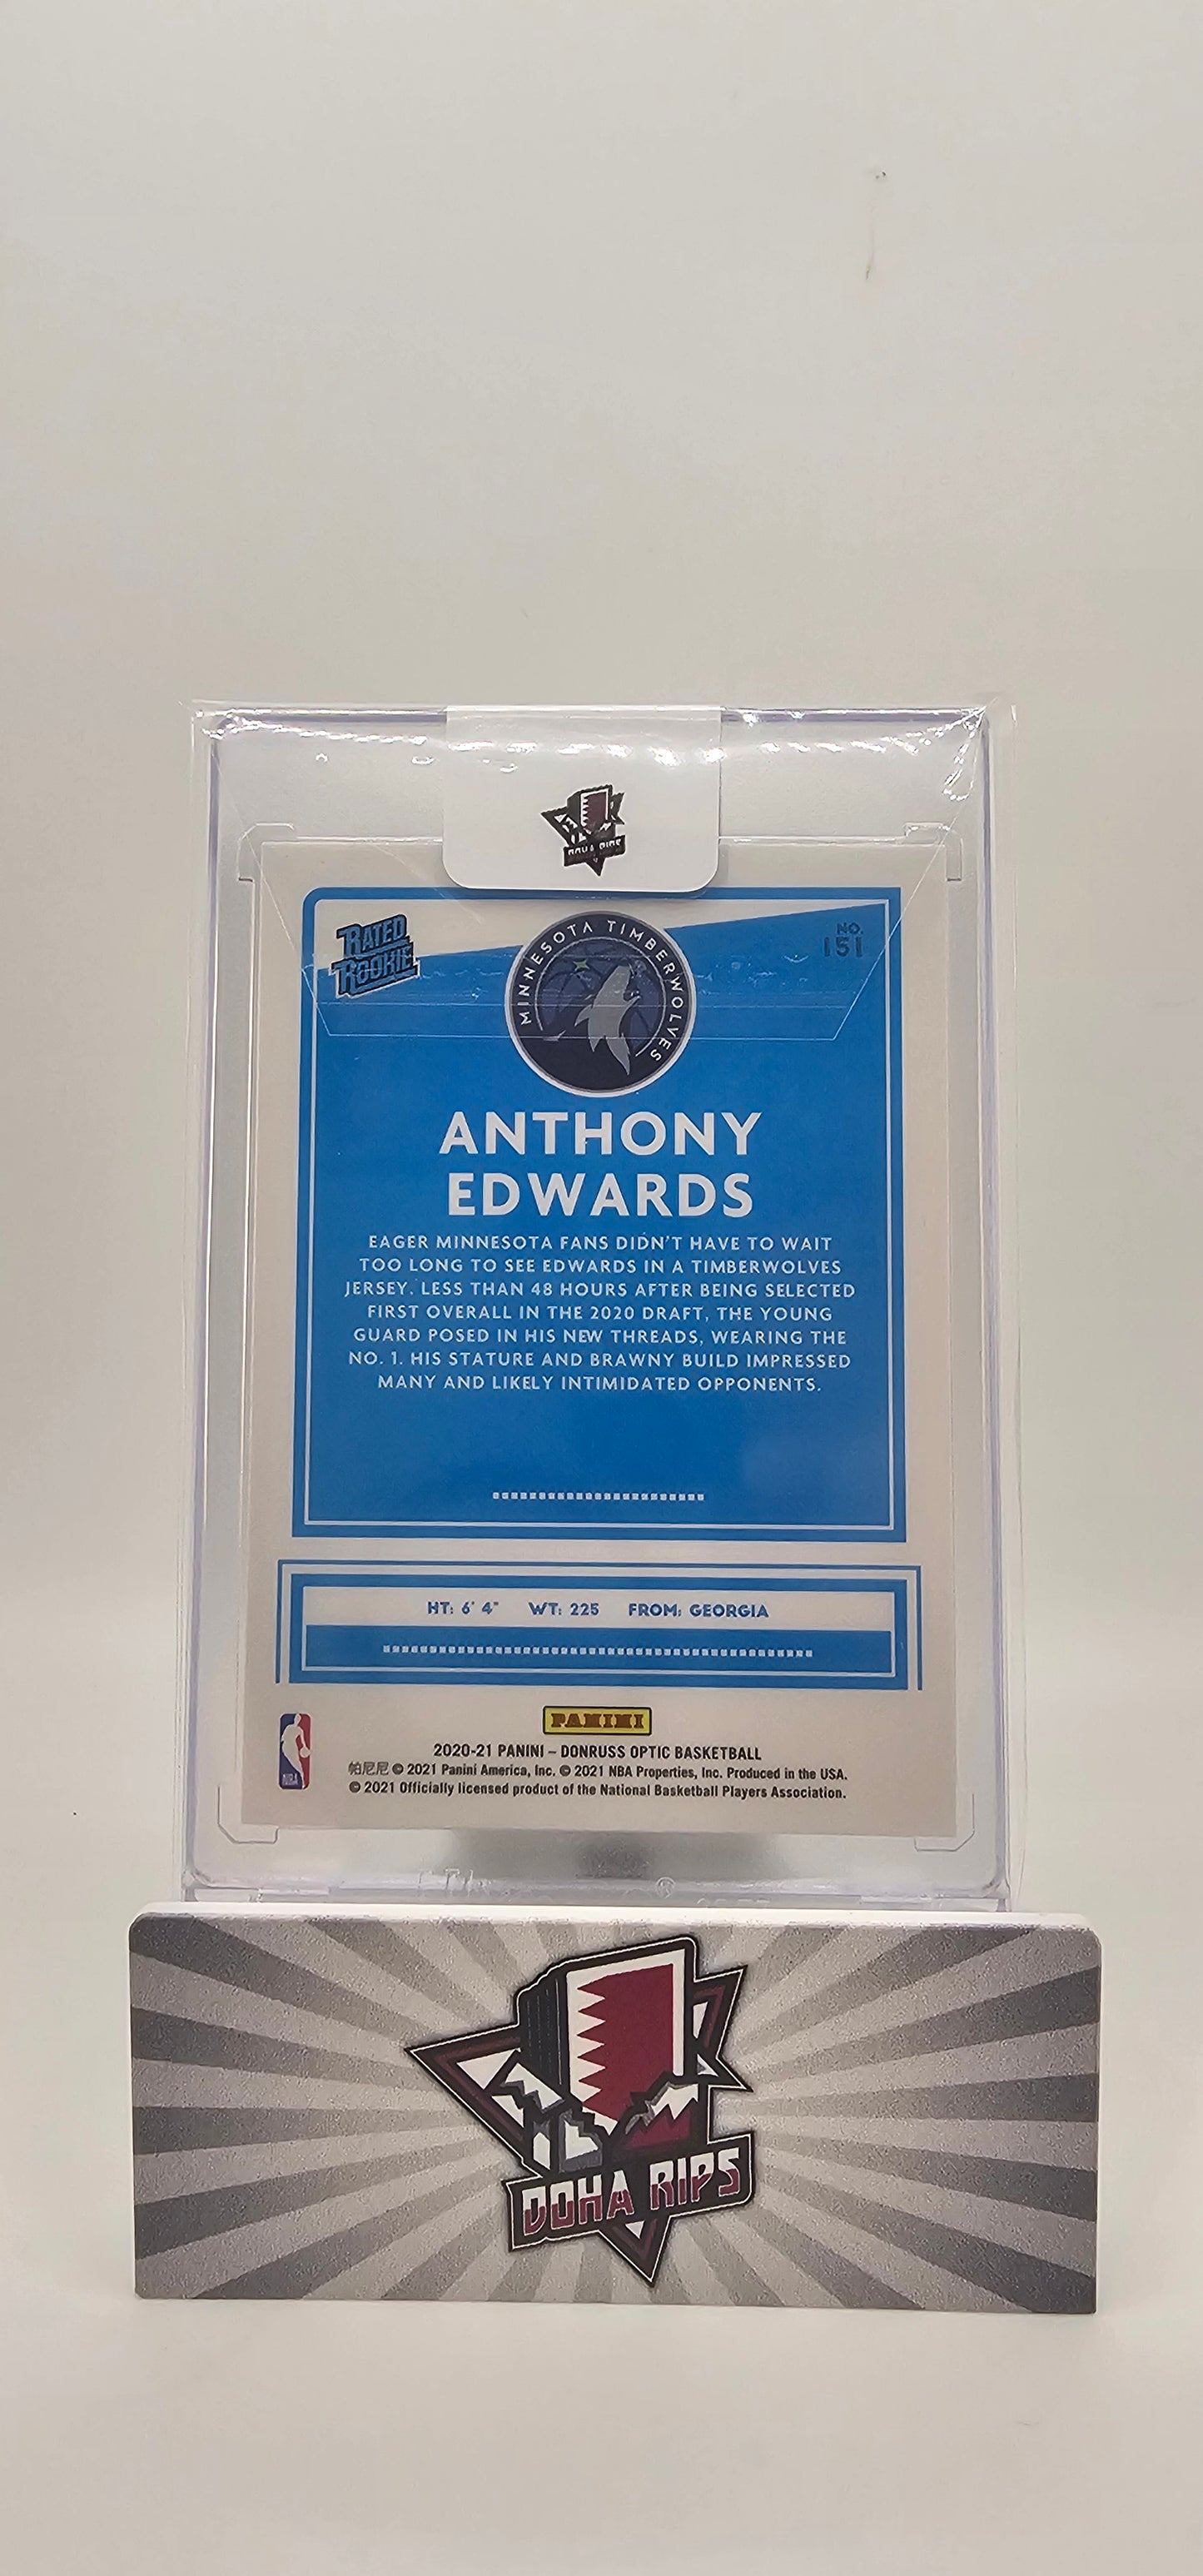 DOHA RIPS
RATED
ROOKIE
NO.
151
MINNESOTA TIMBERWOLVES
ANTHONY
EDWARDS
EAGER MINNESOTA FANS DIDN'T HAVE TO WAIT
TOO LONG TO SEE EDWARDS IN A TIMBERWOLVES
JERSEY. LESS THAN 48 HOURS AFTER BEING SELECTED
FIRST OVERALL IN THE 2020 DRAFT, THE YOUNG
GUARD POSED IN HIS NEW THREADS, WEARING THE
NO. 1. HIS STATURE AND BRAWNY BUILD IMPRESSED
MANY AND LIKELY INTIMIDATED OPPONENTS.
HT: 6' 4" WT: 225 FROM: GEORGIA
PANINI
NBA
2020-21 PANINI – DONRUSS OPTIC BASKETBALL
帕尼尼 © 2021 Panini America, Inc. © 2021 NBA Properties, Inc. Produced in the USA.
© 2021 Officially licensed product of the National Basketball Players Association.
DOHA RIPS